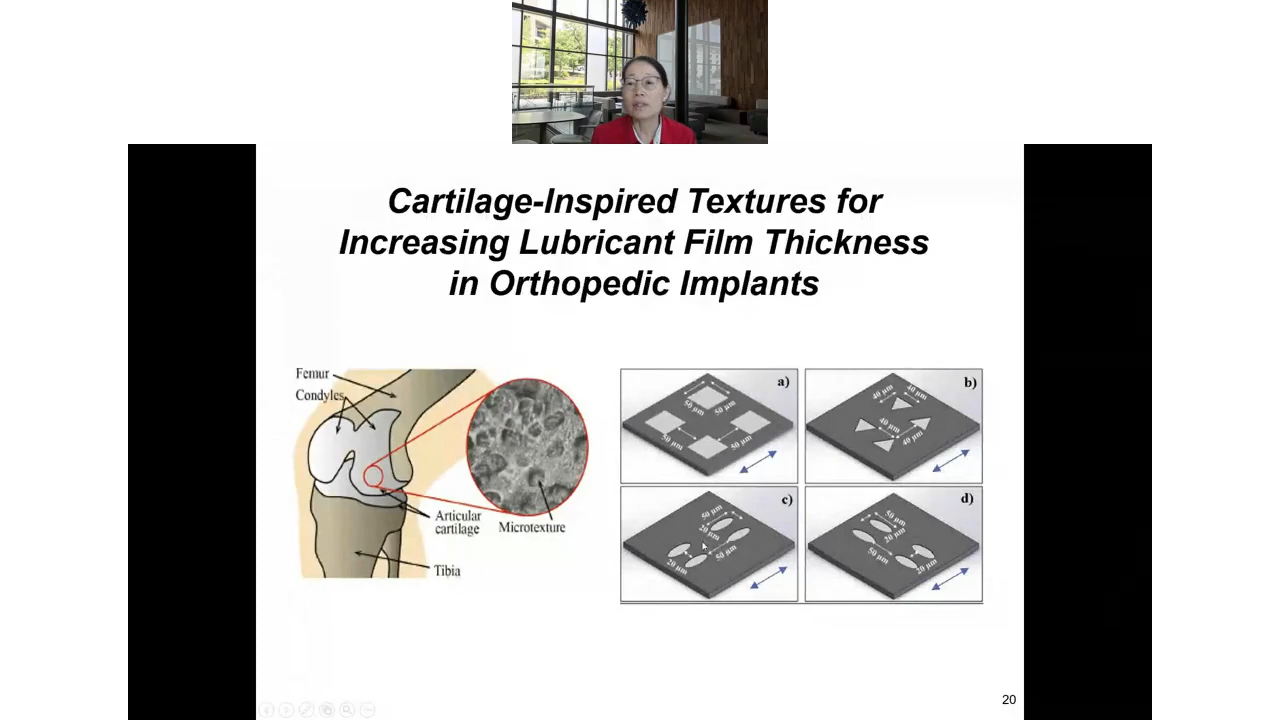 Cartilage-Inspired Textures for
Increasing Lubricant Film Thickness
in Orthopedic Implants
Femur
Condyles
Articular
cartilage
Microtexture
Tibia
a)
50 μm
50 μm
50 μm
50 μm
b)
40 μm
40 μm
40 μm
40 μm
c)
50 μm
20 μm
50 μm
20 μm
d)
50 μm
20 μm
50 μm
20 μm
20